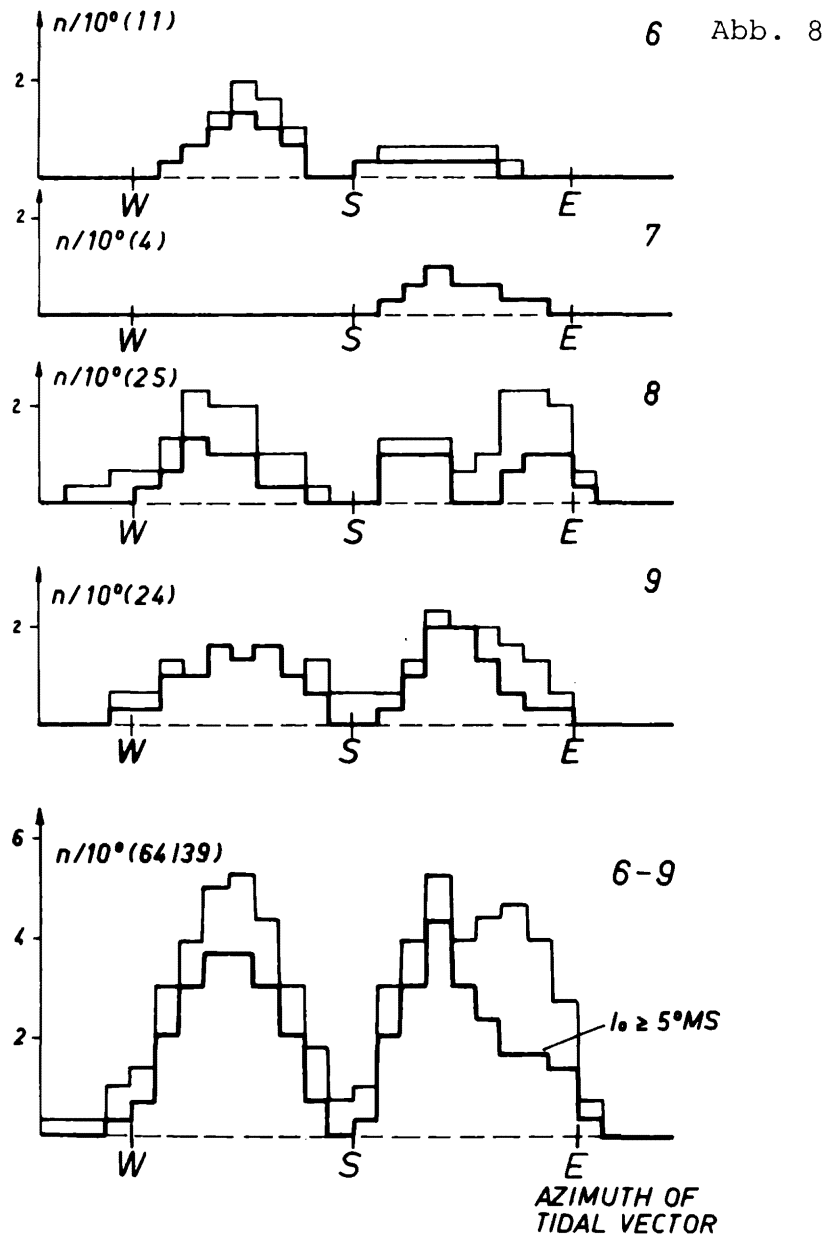 n/10°(11) 6 Abb. 8
2
W S E
n/10°(4) 7
2
W S E
n/10°(25) 8
2
W S E
n/10°(24) 9
2
W S E
n/10°(64/39) 6-9
6
4
2
I₀ ≥ 5°MS
W S E
AZIMUTH OF
TIDAL VECTOR